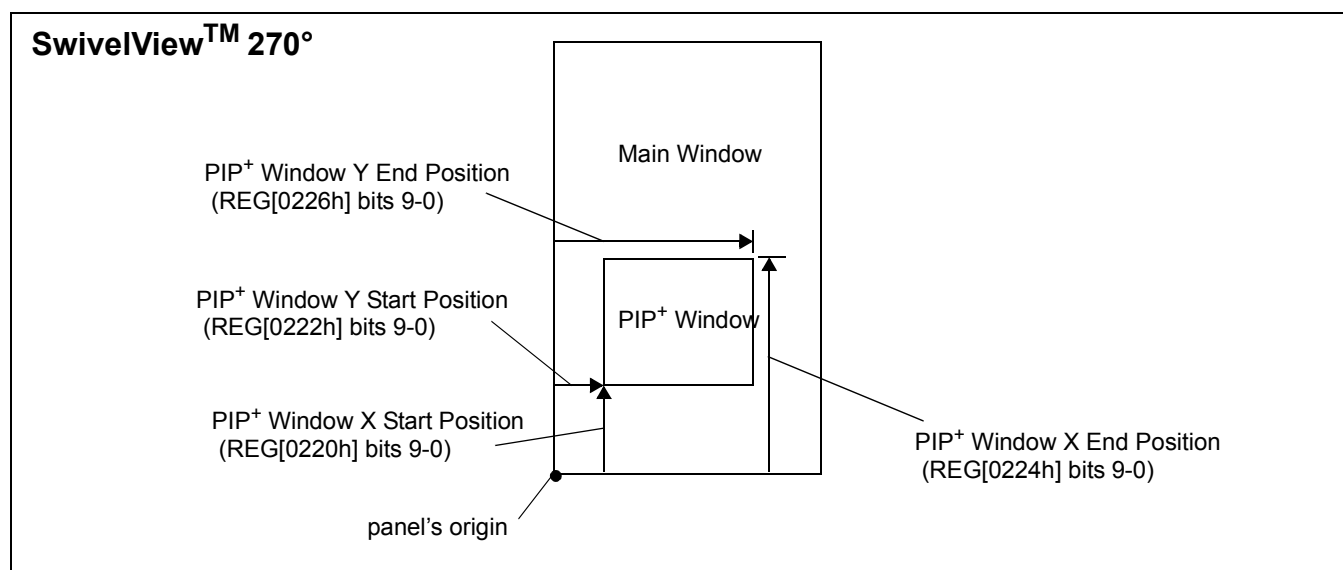 SwivelView™ 270°
Main Window
PIP⁺ Window Y End Position
(REG[0226h] bits 9-0)
PIP⁺ Window Y Start Position
(REG[0222h] bits 9-0)
PIP⁺ Window
PIP⁺ Window X Start Position
(REG[0220h] bits 9-0)
PIP⁺ Window X End Position
(REG[0224h] bits 9-0)
panel’s origin